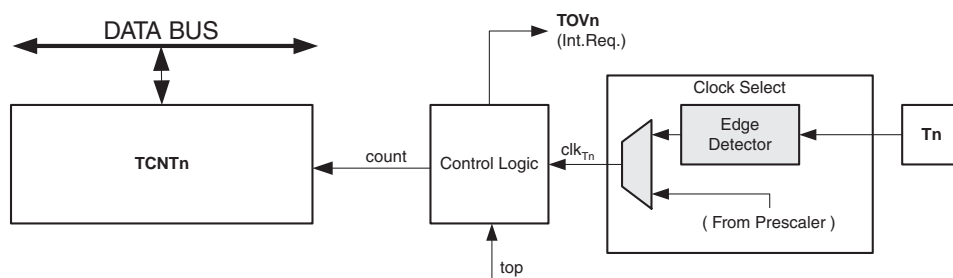 DATA BUS
TOVn
(Int.Req.)
Clock Select
TCNTn
count
Control Logic
clkTn
Edge
Detector
Tn
( From Prescaler )
top